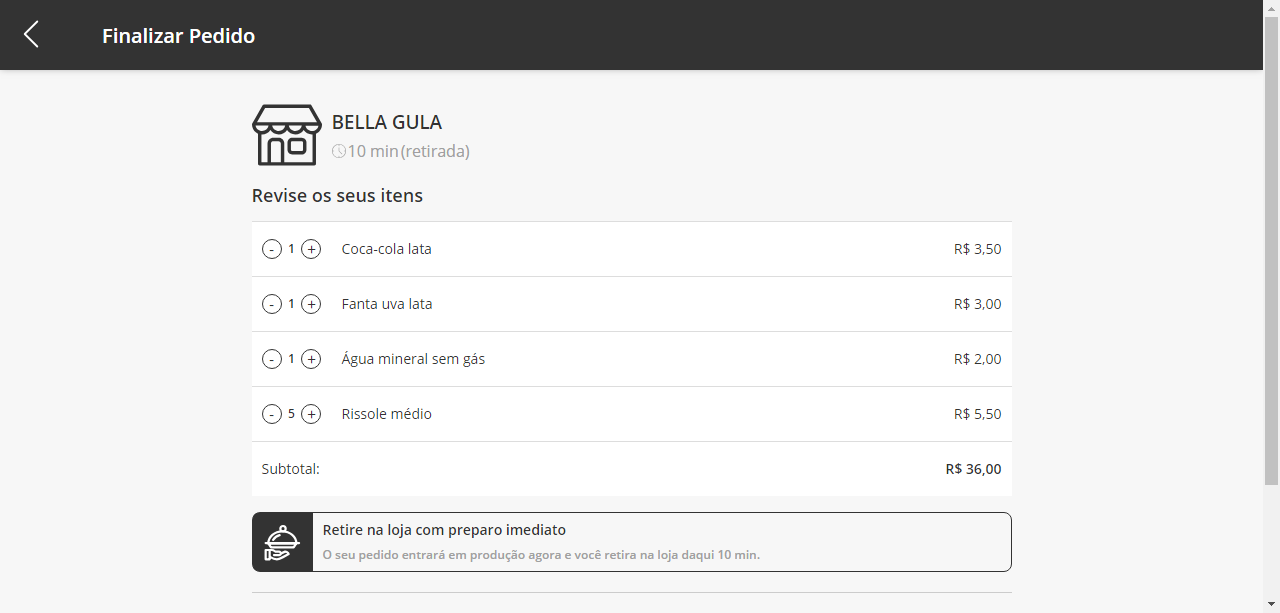 Finalizar Pedido
BELLA GULA
10 min (retirada)
Revise os seus itens
- 1 + Coca-cola lata R$ 3,50
- 1 + Fanta uva lata R$ 3,00
- 1 + Água mineral sem gás R$ 2,00
- 5 + Rissole médio R$ 5,50
Subtotal: R$ 36,00
Retire na loja com preparo imediato
O seu pedido entrará em produção agora e você retira na loja daqui 10 min.